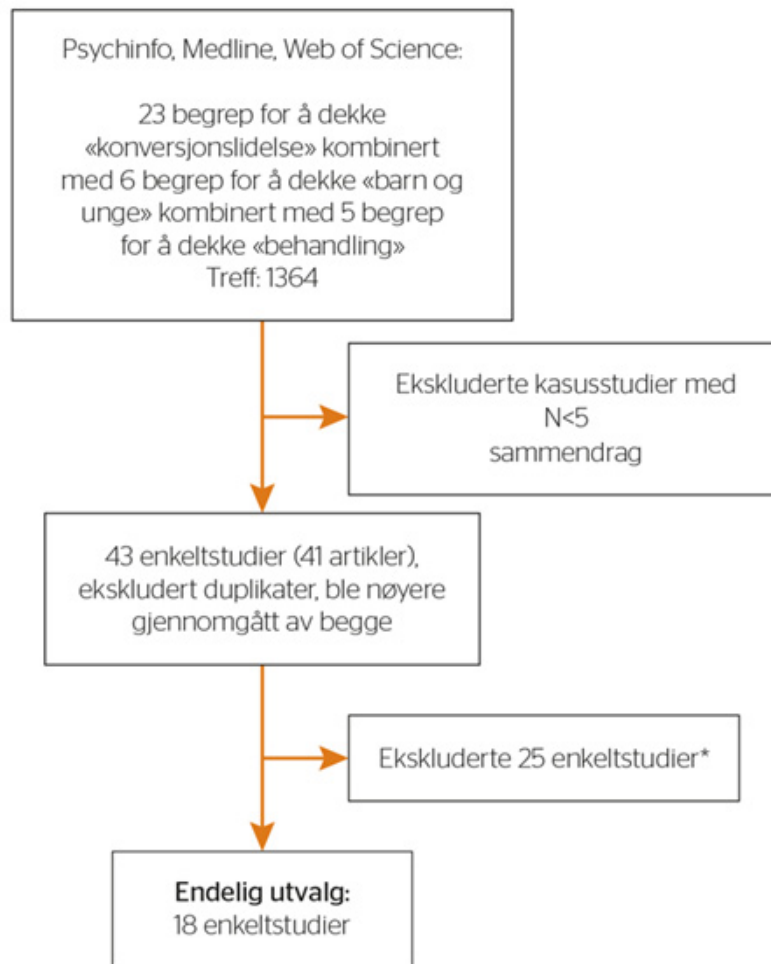 Psychinfo, Medline, Web of Science:
23 begrep for å dekke
«konversjonslidelse» kombinert
med 6 begrep for å dekke «barn og
unge» kombinert med 5 begrep
for å dekke «behandling»
Treff: 1364
Ekskluderte kasusstudier med
N<5
sammendrag
43 enkeltstudier (41 artikler),
ekskludert duplikater, ble nøyere
gjennomgått av begge
Ekskluderte 25 enkeltstudier*
Endelig utvalg:
18 enkeltstudier